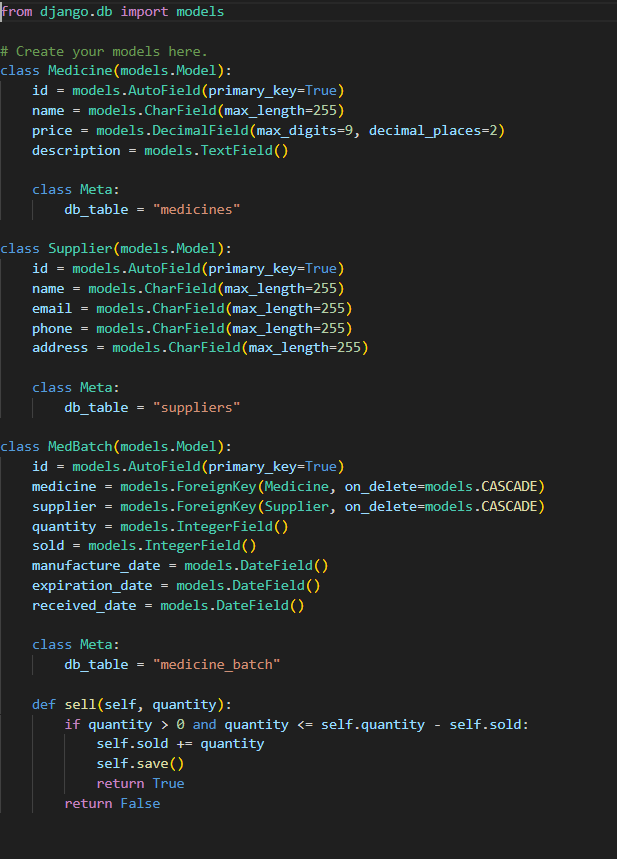 from django.db import models
# Create your models here.
class Medicine(models.Model):
    id = models.AutoField(primary_key=True)
    name = models.CharField(max_length=255)
    price = models.DecimalField(max_digits=9, decimal_places=2)
    description = models.TextField()
    class Meta:
        db_table = "medicines"
class Supplier(models.Model):
    id = models.AutoField(primary_key=True)
    name = models.CharField(max_length=255)
    email = models.CharField(max_length=255)
    phone = models.CharField(max_length=255)
    address = models.CharField(max_length=255)
    class Meta:
        db_table = "suppliers"
class MedBatch(models.Model):
    id = models.AutoField(primary_key=True)
    medicine = models.ForeignKey(Medicine, on_delete=models.CASCADE)
    supplier = models.ForeignKey(Supplier, on_delete=models.CASCADE)
    quantity = models.IntegerField()
    sold = models.IntegerField()
    manufacture_date = models.DateField()
    expiration_date = models.DateField()
    received_date = models.DateField()
    class Meta:
        db_table = "medicine_batch"
    def sell(self, quantity):
        if quantity > 0 and quantity <= self.quantity - self.sold:
            self.sold += quantity
            self.save()
            return True
        return False